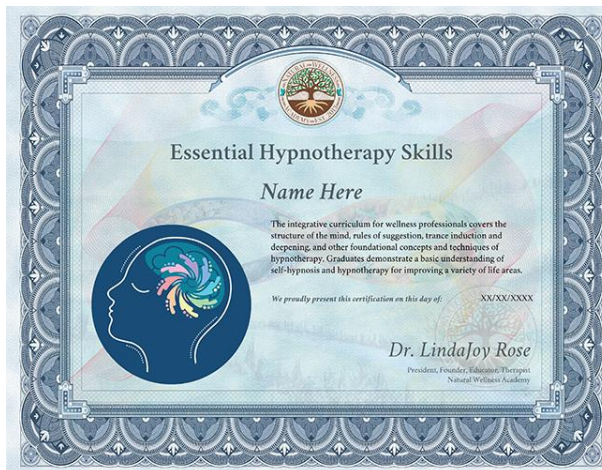 NATURAL WELLNESS
ACADEMY
Essential Hypnotherapy Skills
Name Here
The integrative curriculum for wellness professionals covers the
structure of the mind, rules of suggestion, trance induction and
deepening, and other foundational concepts and techniques of
hypnotherapy. Graduates demonstrate a basic understanding of
self-hypnosis and hypnotherapy for improving a variety of life areas.
We proudly present this certification on this day of: XX/XX/XXXX
Dr. LindaJoy Rose
President, Founder, Educator, Therapist
Natural Wellness Academy